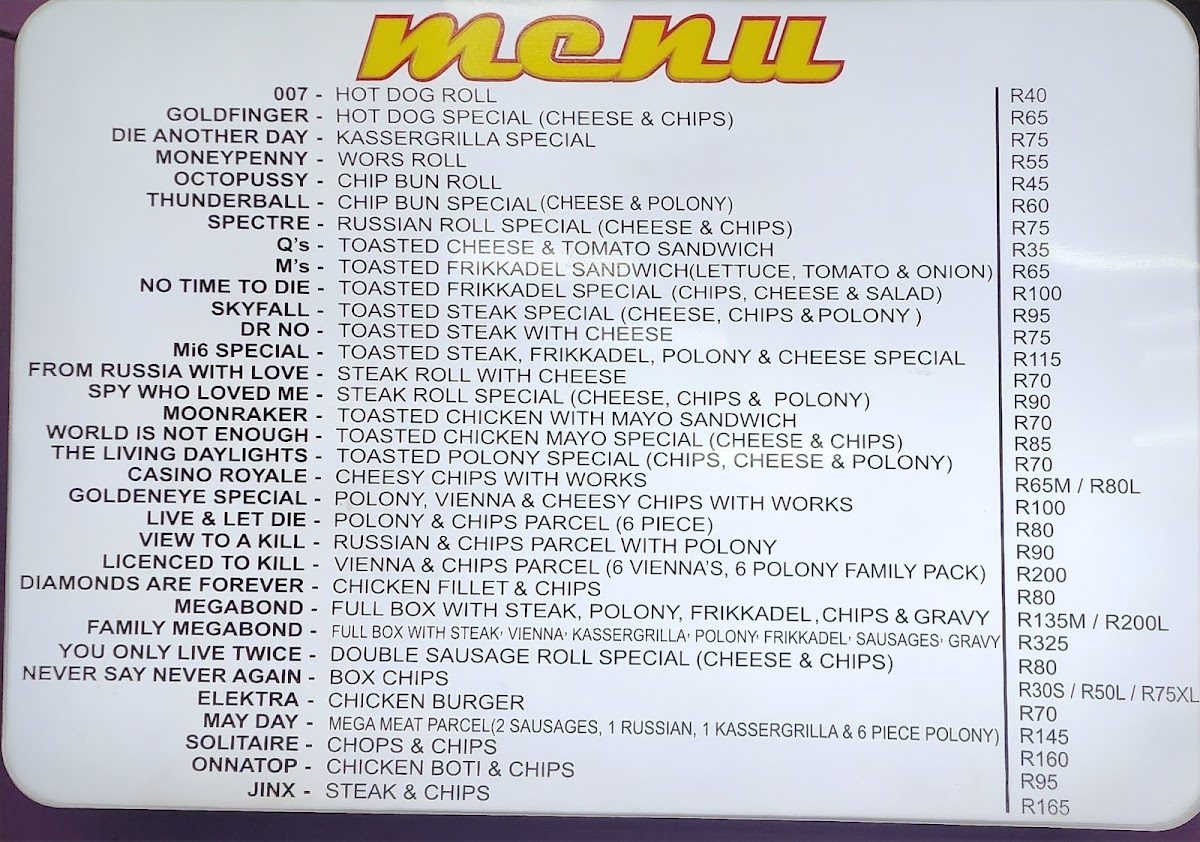 menu
007 - HOT DOG ROLL R40
GOLDFINGER - HOT DOG SPECIAL (CHEESE & CHIPS) R65
DIE ANOTHER DAY - KASSERGRILLA SPECIAL R75
MONEYPENNY - WORS ROLL R55
OCTOPUSSY - CHIP BUN ROLL R45
THUNDERBALL - CHIP BUN SPECIAL (CHEESE & POLONY) R60
SPECTRE - RUSSIAN ROLL SPECIAL (CHEESE & CHIPS) R75
Q's - TOASTED CHEESE & TOMATO SANDWICH R35
M's - TOASTED FRIKKADEL SANDWICH(LETTUCE, TOMATO & ONION) R65
NO TIME TO DIE - TOASTED FRIKKADEL SPECIAL (CHIPS, CHEESE & SALAD) R100
SKYFALL - TOASTED STEAK SPECIAL (CHEESE, CHIPS & POLONY ) R95
DR NO - TOASTED STEAK WITH CHEESE R75
Mi6 SPECIAL - TOASTED STEAK, FRIKKADEL, POLONY & CHEESE SPECIAL R115
FROM RUSSIA WITH LOVE - STEAK ROLL WITH CHEESE R70
SPY WHO LOVED ME - STEAK ROLL SPECIAL (CHEESE, CHIPS & POLONY) R90
MOONRAKER - TOASTED CHICKEN WITH MAYO SANDWICH R70
WORLD IS NOT ENOUGH - TOASTED CHICKEN MAYO SPECIAL (CHEESE & CHIPS) R85
THE LIVING DAYLIGHTS - TOASTED POLONY SPECIAL (CHIPS, CHEESE & POLONY) R70
CASINO ROYALE - CHEESY CHIPS WITH WORKS R65M / R80L
GOLDENEYE SPECIAL - POLONY, VIENNA & CHEESY CHIPS WITH WORKS R100
LIVE & LET DIE - POLONY & CHIPS PARCEL (6 PIECE) R80
VIEW TO A KILL - RUSSIAN & CHIPS PARCEL WITH POLONY R90
LICENCED TO KILL - VIENNA & CHIPS PARCEL (6 VIENNA'S, 6 POLONY FAMILY PACK) R200
DIAMONDS ARE FOREVER - CHICKEN FILLET & CHIPS R80
MEGABOND - FULL BOX WITH STEAK, POLONY, FRIKKADEL, CHIPS & GRAVY R135M / R200L
FAMILY MEGABOND - FULL BOX WITH STEAK, VIENNA, KASSERGRILLA, POLONY, FRIKKADEL, SAUSAGES, GRAVY R325
YOU ONLY LIVE TWICE - DOUBLE SAUSAGE ROLL SPECIAL (CHEESE & CHIPS) R80
NEVER SAY NEVER AGAIN - BOX CHIPS R30S / R50L / R75XL
ELEKTRA - CHICKEN BURGER R70
MAY DAY - MEGA MEAT PARCEL(2 SAUSAGES, 1 RUSSIAN, 1 KASSERGRILLA & 6 PIECE POLONY) R145
SOLITAIRE - CHOPS & CHIPS R160
ONNATOP - CHICKEN BOTI & CHIPS R95
JINX - STEAK & CHIPS R165